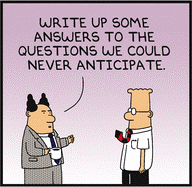 WRITE UP SOME
ANSWERS TO THE
QUESTIONS WE COULD
NEVER ANTICIPATE.